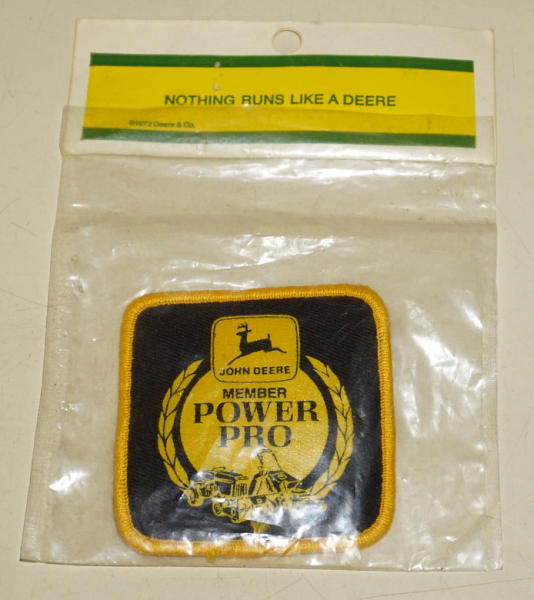 NOTHING RUNS LIKE A DEERE
©1972 Deere & Co.
JOHN DEERE
MEMBER
POWER
PRO